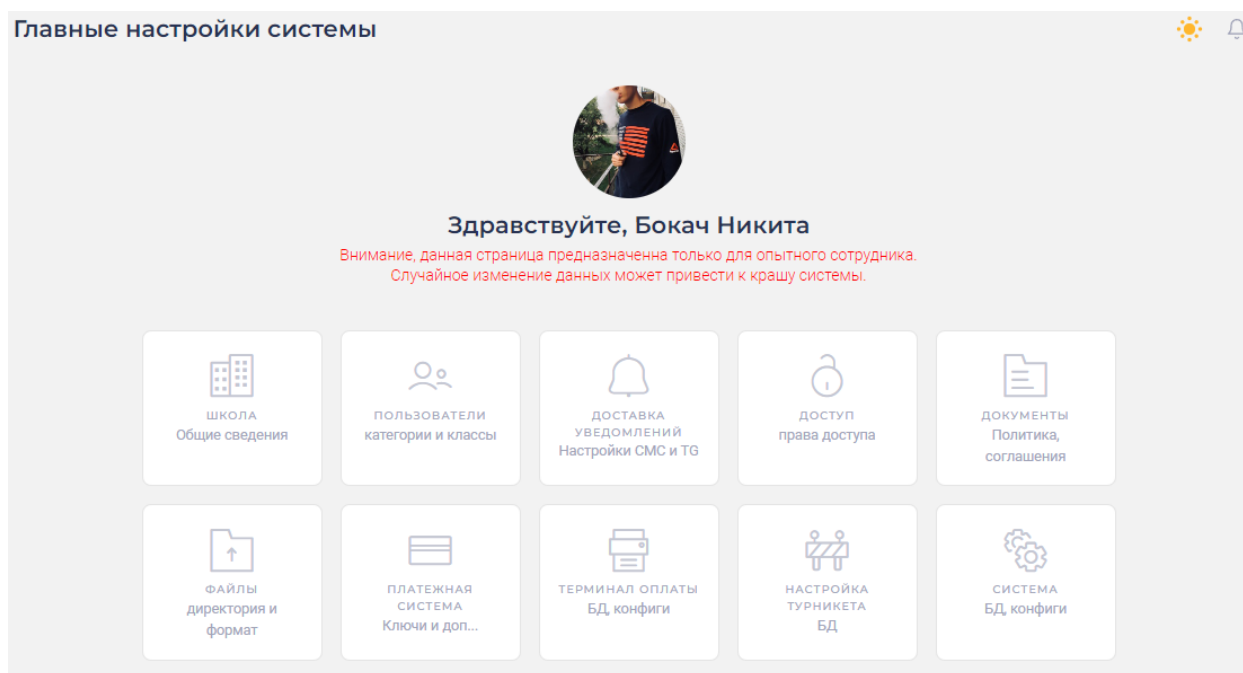 Главные настройки системы
Здравствуйте, Бокач Никита
Внимание, данная страница предназначенна только для опытного сотрудника.
Случайное изменение данных может привести к крашу системы.
ШКОЛА
Общие сведения
ПОЛЬЗОВАТЕЛИ
категории и классы
ДОСТАВКА
УВЕДОМЛЕНИЙ
Настройки СМС и TG
ДОСТУП
права доступа
ДОКУМЕНТЫ
Политика,
соглашения
ФАЙЛЫ
директория и
формат
ПЛАТЕЖНАЯ
СИСТЕМА
Ключи и доп...
ТЕРМИНАЛ ОПЛАТЫ
БД, конфиги
НАСТРОЙКА
ТУРНИКЕТА
БД
СИСТЕМА
БД, конфиги